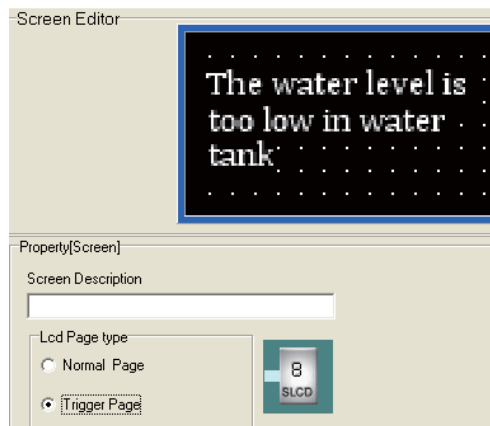 Screen Editor
The water level is
too low in water
tank
Property[Screen]
Screen Description
Lcd Page type
Normal Page
Trigger Page
8
SLCD